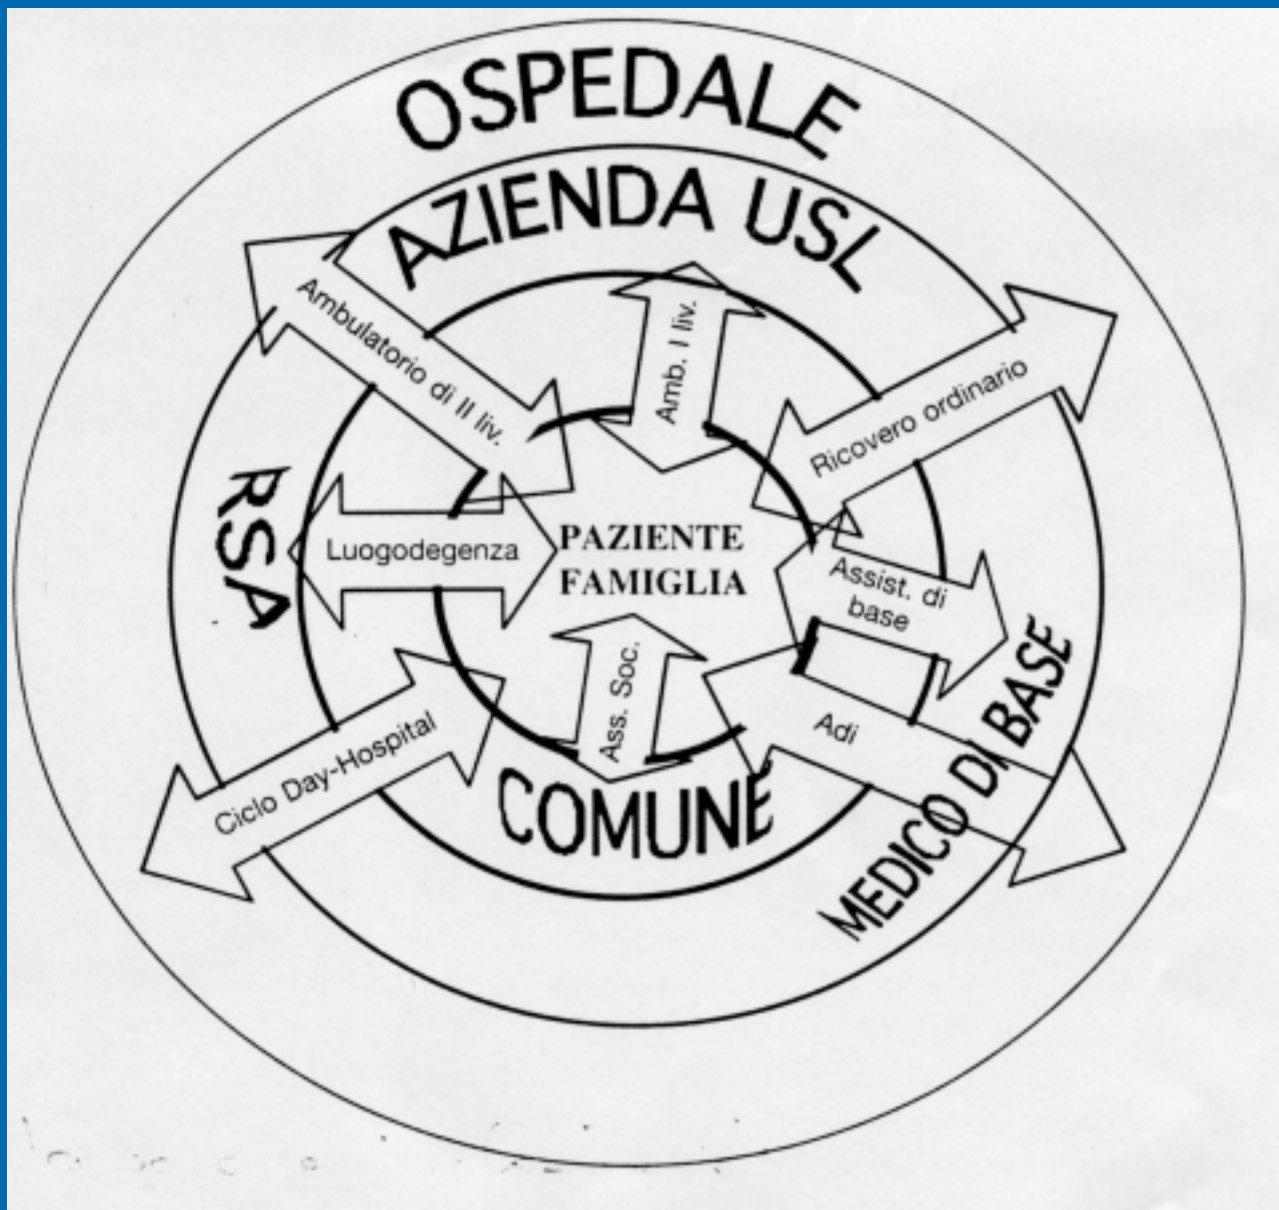 OSPEDALE
AZIENDA USL
Ambulatorio di II liv.
Amb. I liv.
Ricovero ordinario
RSA
Luogodegenza
PAZIENTE
FAMIGLIA
Assist. di
base
Ass. Soc.
Adi
Ciclo Day-Hospital
COMUNE
MEDICO DI BASE